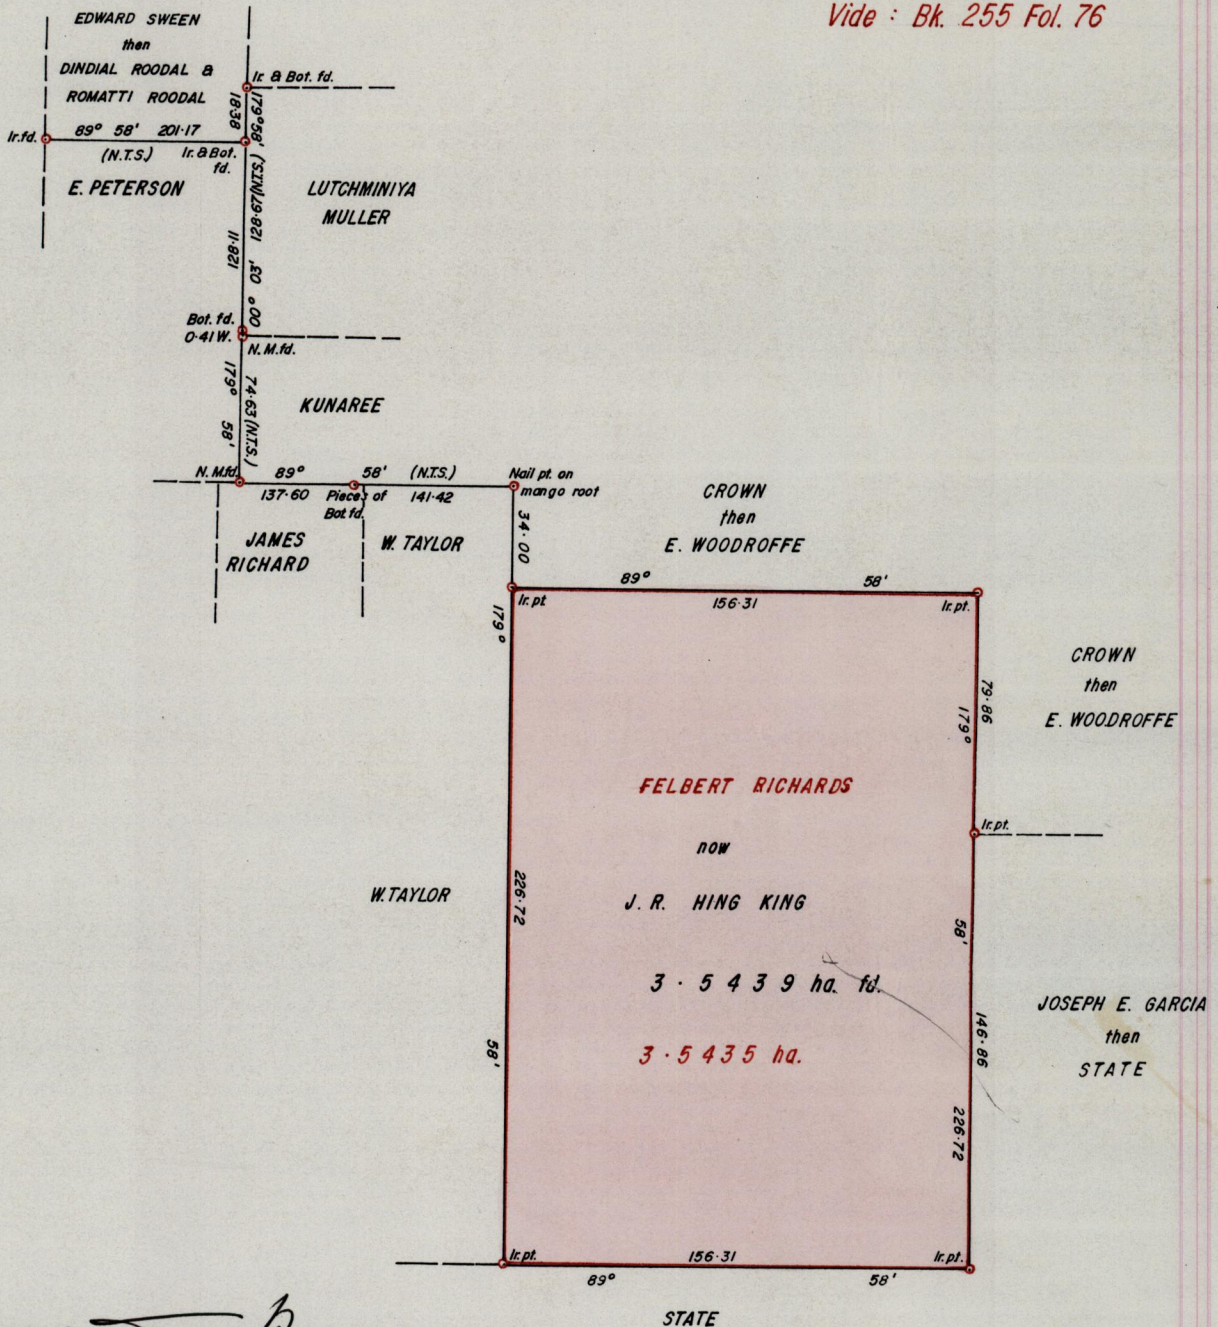 Vide : Bk. 255 Fol. 76
EDWARD SWEEN
then
DINDIAL ROODAL &
ROMATTI ROODAL
Ir. & Bot. fd.
18·38
179° 58'
Ir.fd.
89° 58' 201·17
(N.T.S.)
Ir. & Bot.
fd.
E. PETERSON
LUTCHMINIYA
MULLER
128·67(N.T.S.)
00° 03'
Bot. fd.
0·41 W.
N.M.fd.
179° 58'
74·63 (N.T.S.)
KUNAREE
N.M.fd.
89° 58' (N.T.S.)
137·60
Pieces of
Bot fd.
141·42
Nail pt. on
mango root
JAMES
RICHARD
W. TAYLOR
34·00
CROWN
then
E. WOODROFFE
89° 58'
Ir.pt
156·31
Ir.pt.
179°
79·86
179°
CROWN
then
E. WOODROFFE
FELBERT RICHARDS
Ir.pt.
now
W.TAYLOR
226·72
J. R. HING KING
58'
3·5439 ha. fd.
JOSEPH E. GARCIA
then
STATE
58'
3·5435 ha.
146·86
226·72
Ir.pt.
156·31
Ir.pt.
89° 58'
STATE